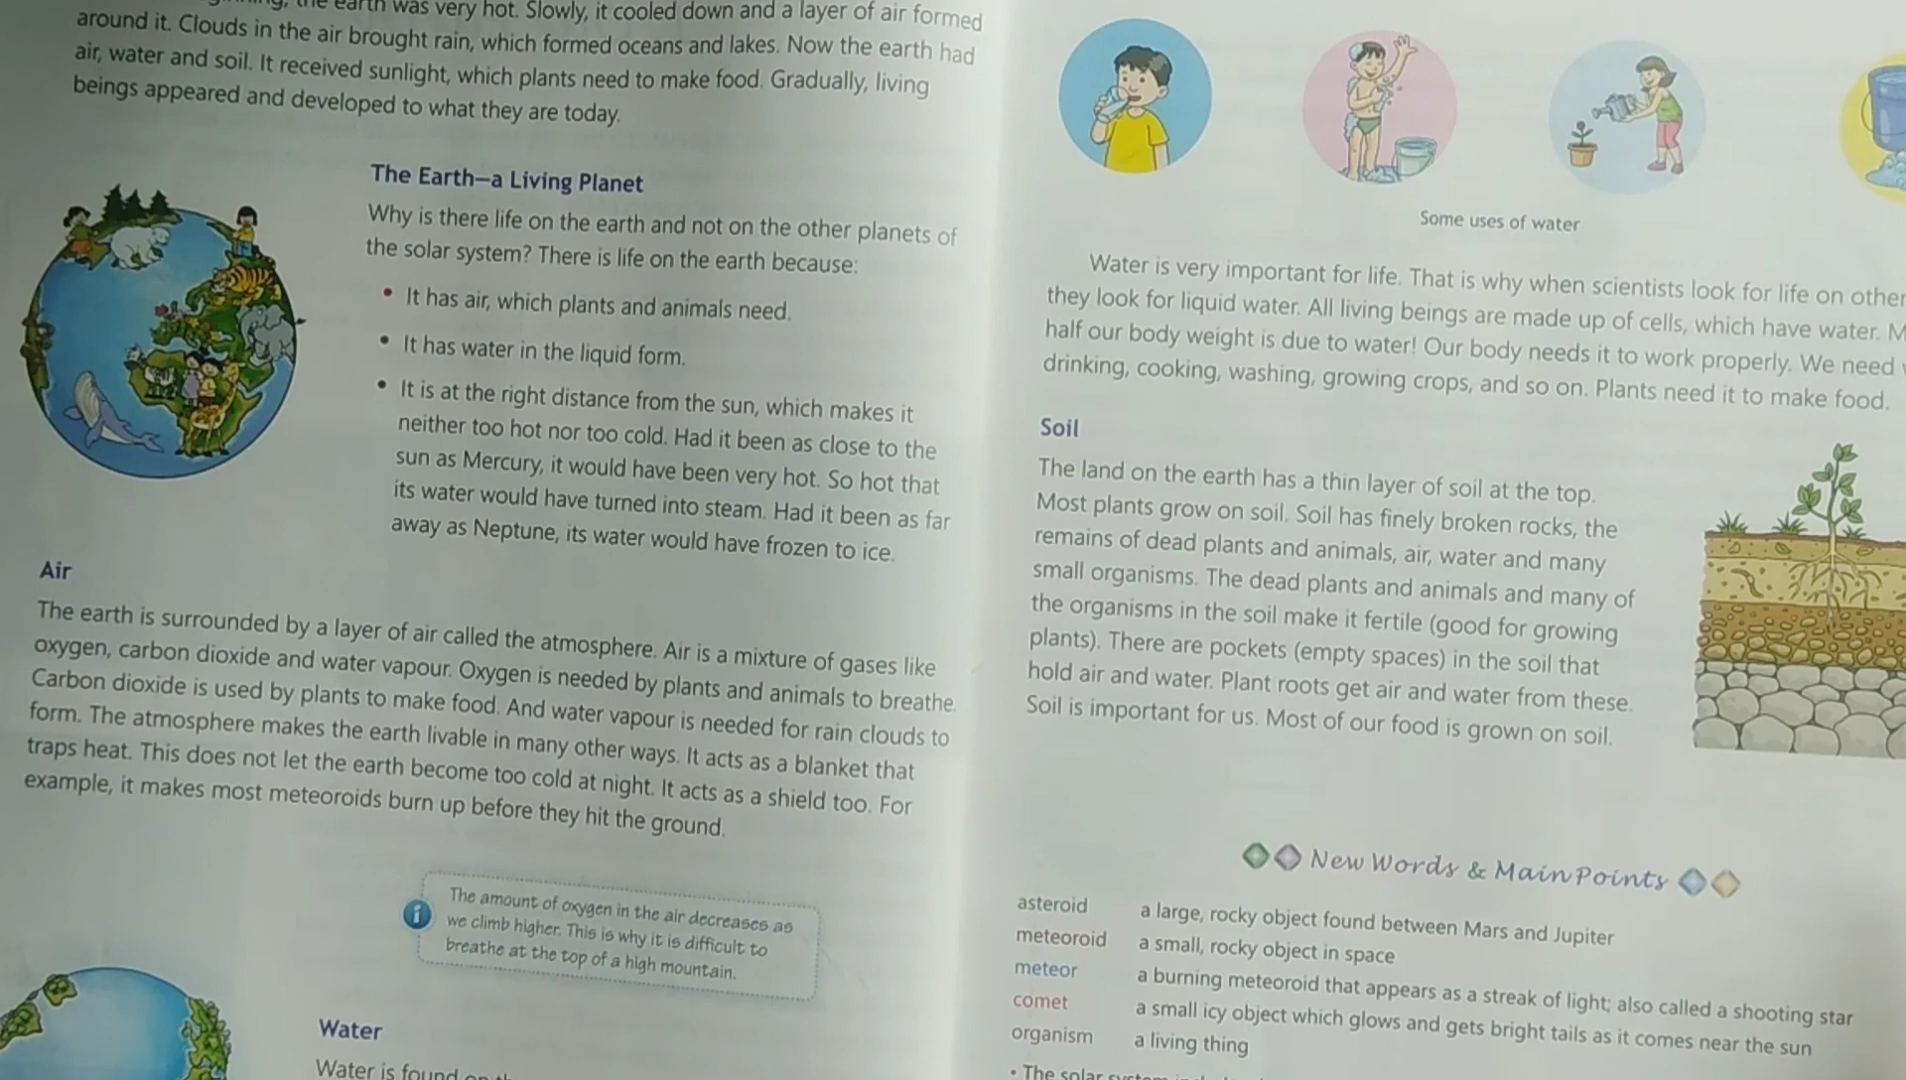 the earth was very hot. Slowly, it cooled down and a layer of air formed
around it. Clouds in the air brought rain, which formed oceans and lakes. Now the earth had
air, water and soil. It received sunlight, which plants need to make food. Gradually, living
beings appeared and developed to what they are today.
The Earth—a Living Planet
Why is there life on the earth and not on the other planets of
the solar system? There is life on the earth because:
• It has air, which plants and animals need.
• It has water in the liquid form.
• It is at the right distance from the sun, which makes it
neither too hot nor too cold. Had it been as close to the
sun as Mercury, it would have been very hot. So hot that
its water would have turned into steam. Had it been as far
away as Neptune, its water would have frozen to ice.
Air
The earth is surrounded by a layer of air called the atmosphere. Air is a mixture of gases like
oxygen, carbon dioxide and water vapour. Oxygen is needed by plants and animals to breathe.
Carbon dioxide is used by plants to make food. And water vapour is needed for rain clouds to
form. The atmosphere makes the earth livable in many other ways. It acts as a blanket that
traps heat. This does not let the earth become too cold at night. It acts as a shield too. For
example, it makes most meteoroids burn up before they hit the ground.
i
The amount of oxygen in the air decreases as
we climb higher. This is why it is difficult to
breathe at the top of a high mountain.
Water
Water is found on
Some uses of water
Water is very important for life. That is why when scientists look for life on other
they look for liquid water. All living beings are made up of cells, which have water.
half our body weight is due to water! Our body needs it to work properly. We need
drinking, cooking, washing, growing crops, and so on. Plants need it to make food.
Soil
The land on the earth has a thin layer of soil at the top.
Most plants grow on soil. Soil has finely broken rocks, the
remains of dead plants and animals, air, water and many
small organisms. The dead plants and animals and many of
the organisms in the soil make it fertile (good for growing
plants). There are pockets (empty spaces) in the soil that
hold air and water. Plant roots get air and water from these.
Soil is important for us. Most of our food is grown on soil.
New Words & Main Points
asteroid a large, rocky object found between Mars and Jupiter
meteoroid a small, rocky object in space
meteor a burning meteoroid that appears as a streak of light; also called a shooting star
comet a small icy object which glows and gets bright tails as it comes near the sun
organism a living thing
• The solar system